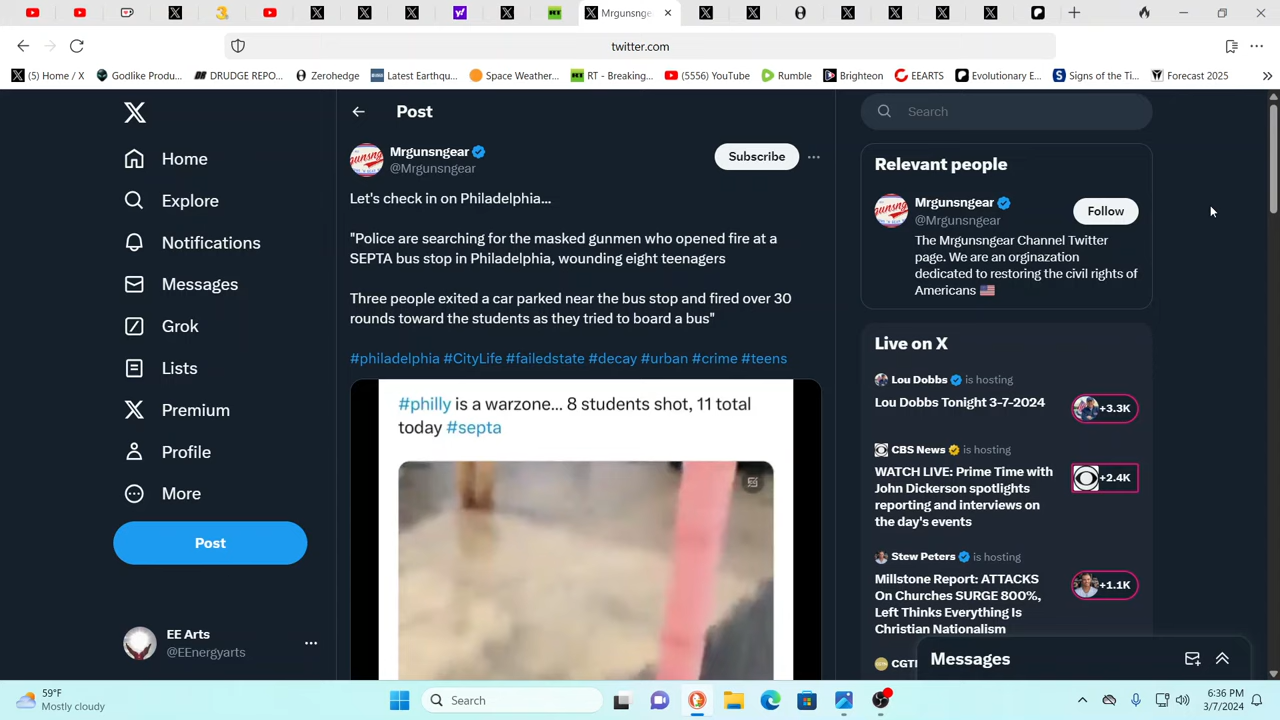 Mrgunsnge
twitter.com
(5) Home / X
Godlike Produ...
DRUDGE REPO...
Zerohedge
Latest Earthqu...
Space Weather...
RT - Breaking...
(5556) YouTube
Rumble
Brighteon
EEARTS
Evolutionary E...
Signs of the Ti...
Forecast 2025
Home
Explore
Notifications
Messages
Grok
Lists
Premium
Profile
More
Post
EE Arts
@EEnergyarts
Post
Mrgunsngear
@Mrgunsngear
Subscribe
Let's check in on Philadelphia...
"Police are searching for the masked gunmen who opened fire at a
SEPTA bus stop in Philadelphia, wounding eight teenagers
Three people exited a car parked near the bus stop and fired over 30
rounds toward the students as they tried to board a bus"
#philadelphia #CityLife #failedstate #decay #urban #crime #teens
#philly is a warzone... 8 students shot, 11 total
today #septa
Search
Relevant people
Mrgunsngear
@Mrgunsngear
Follow
The Mrgunsngear Channel Twitter
page. We are an orginazation
dedicated to restoring the civil rights of
Americans
Live on X
Lou Dobbs is hosting
Lou Dobbs Tonight 3-7-2024
+3.3K
CBS News is hosting
WATCH LIVE: Prime Time with
John Dickerson spotlights
reporting and interviews on
the day's events
+2.4K
Stew Peters is hosting
Millstone Report: ATTACKS
On Churches SURGE 800%,
Left Thinks Everything Is
Christian Nationalism
+1.1K
Messages
59°F
Mostly cloudy
Search
6:36 PM
3/7/2024